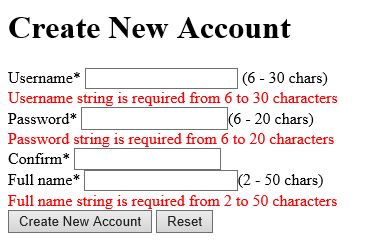 Create New Account
Username* (6 - 30 chars)
Username string is required from 6 to 30 characters
Password* (6 - 20 chars)
Password string is required from 6 to 20 characters
Confirm*
Full name* (2 - 50 chars)
Full name string is required from 2 to 50 characters
Create New Account Reset